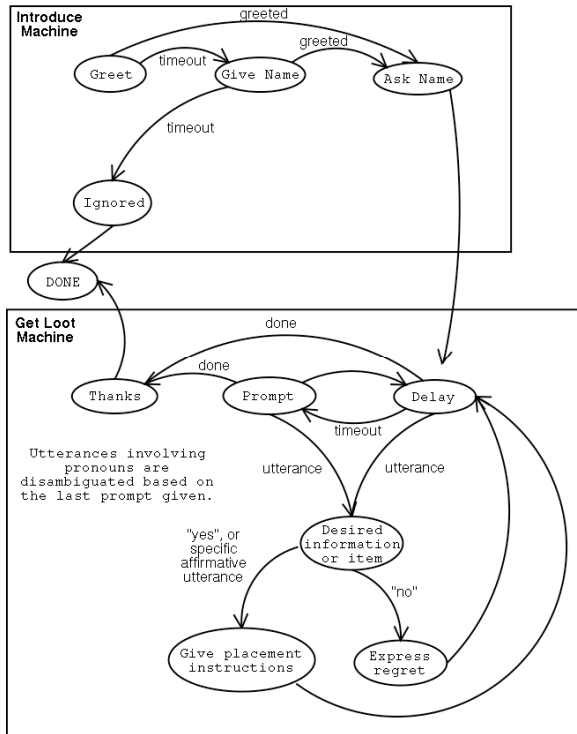 Introduce
Machine
greeted
greeted
timeout
Greet
Give Name
Ask Name
timeout
Ignored
DONE
Get Loot
Machine
done
done
Thanks
Prompt
Delay
timeout
Utterances involving
pronouns are
disambiguated based on
the last prompt given.
utterance
utterance
Desired
information
or item
"yes", or
specific
affirmative
utterance
"no"
Give placement
instructions
Express
regret